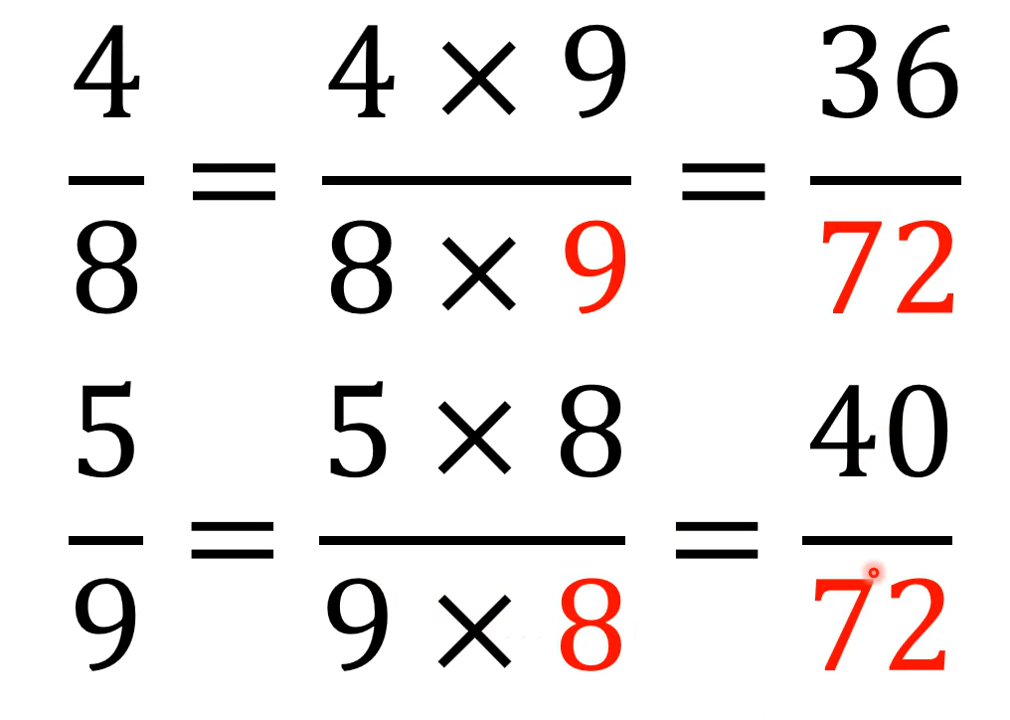 4/8 = (4 × 9)/(8 × 9) = 36/72
5/9 = (5 × 8)/(9 × 8) = 40/72